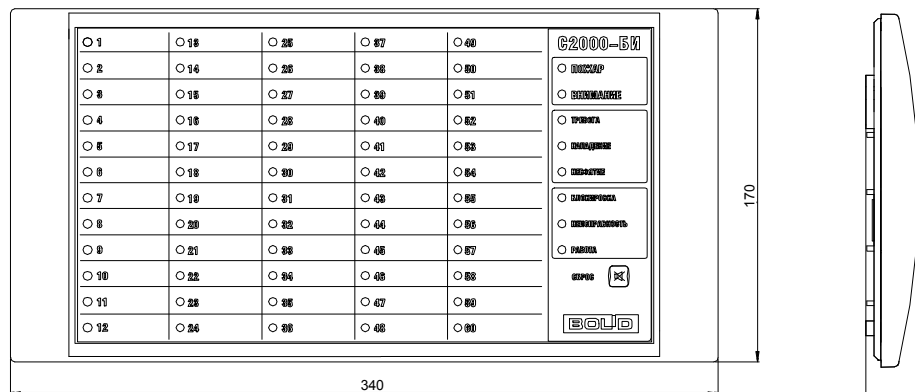 1 13 25 37 49 С2000-БИ
2 14 26 38 50 ПОЖАР
3 15 27 39 51 ВНИМАНИЕ
4 16 28 40 52 ТРЕВОГА
5 17 29 41 53 НАПАДЕНИЕ
6 18 30 42 54 НЕВЗЯТИЕ
7 19 31 43 55 БЛОКИРОВКА
8 20 32 44 56 НЕИСПРАВНОСТЬ
9 21 33 45 57 РАБОТА
10 22 34 46 58 СБРОС
11 23 35 47 59
12 24 36 48 60 BOLID
170
340